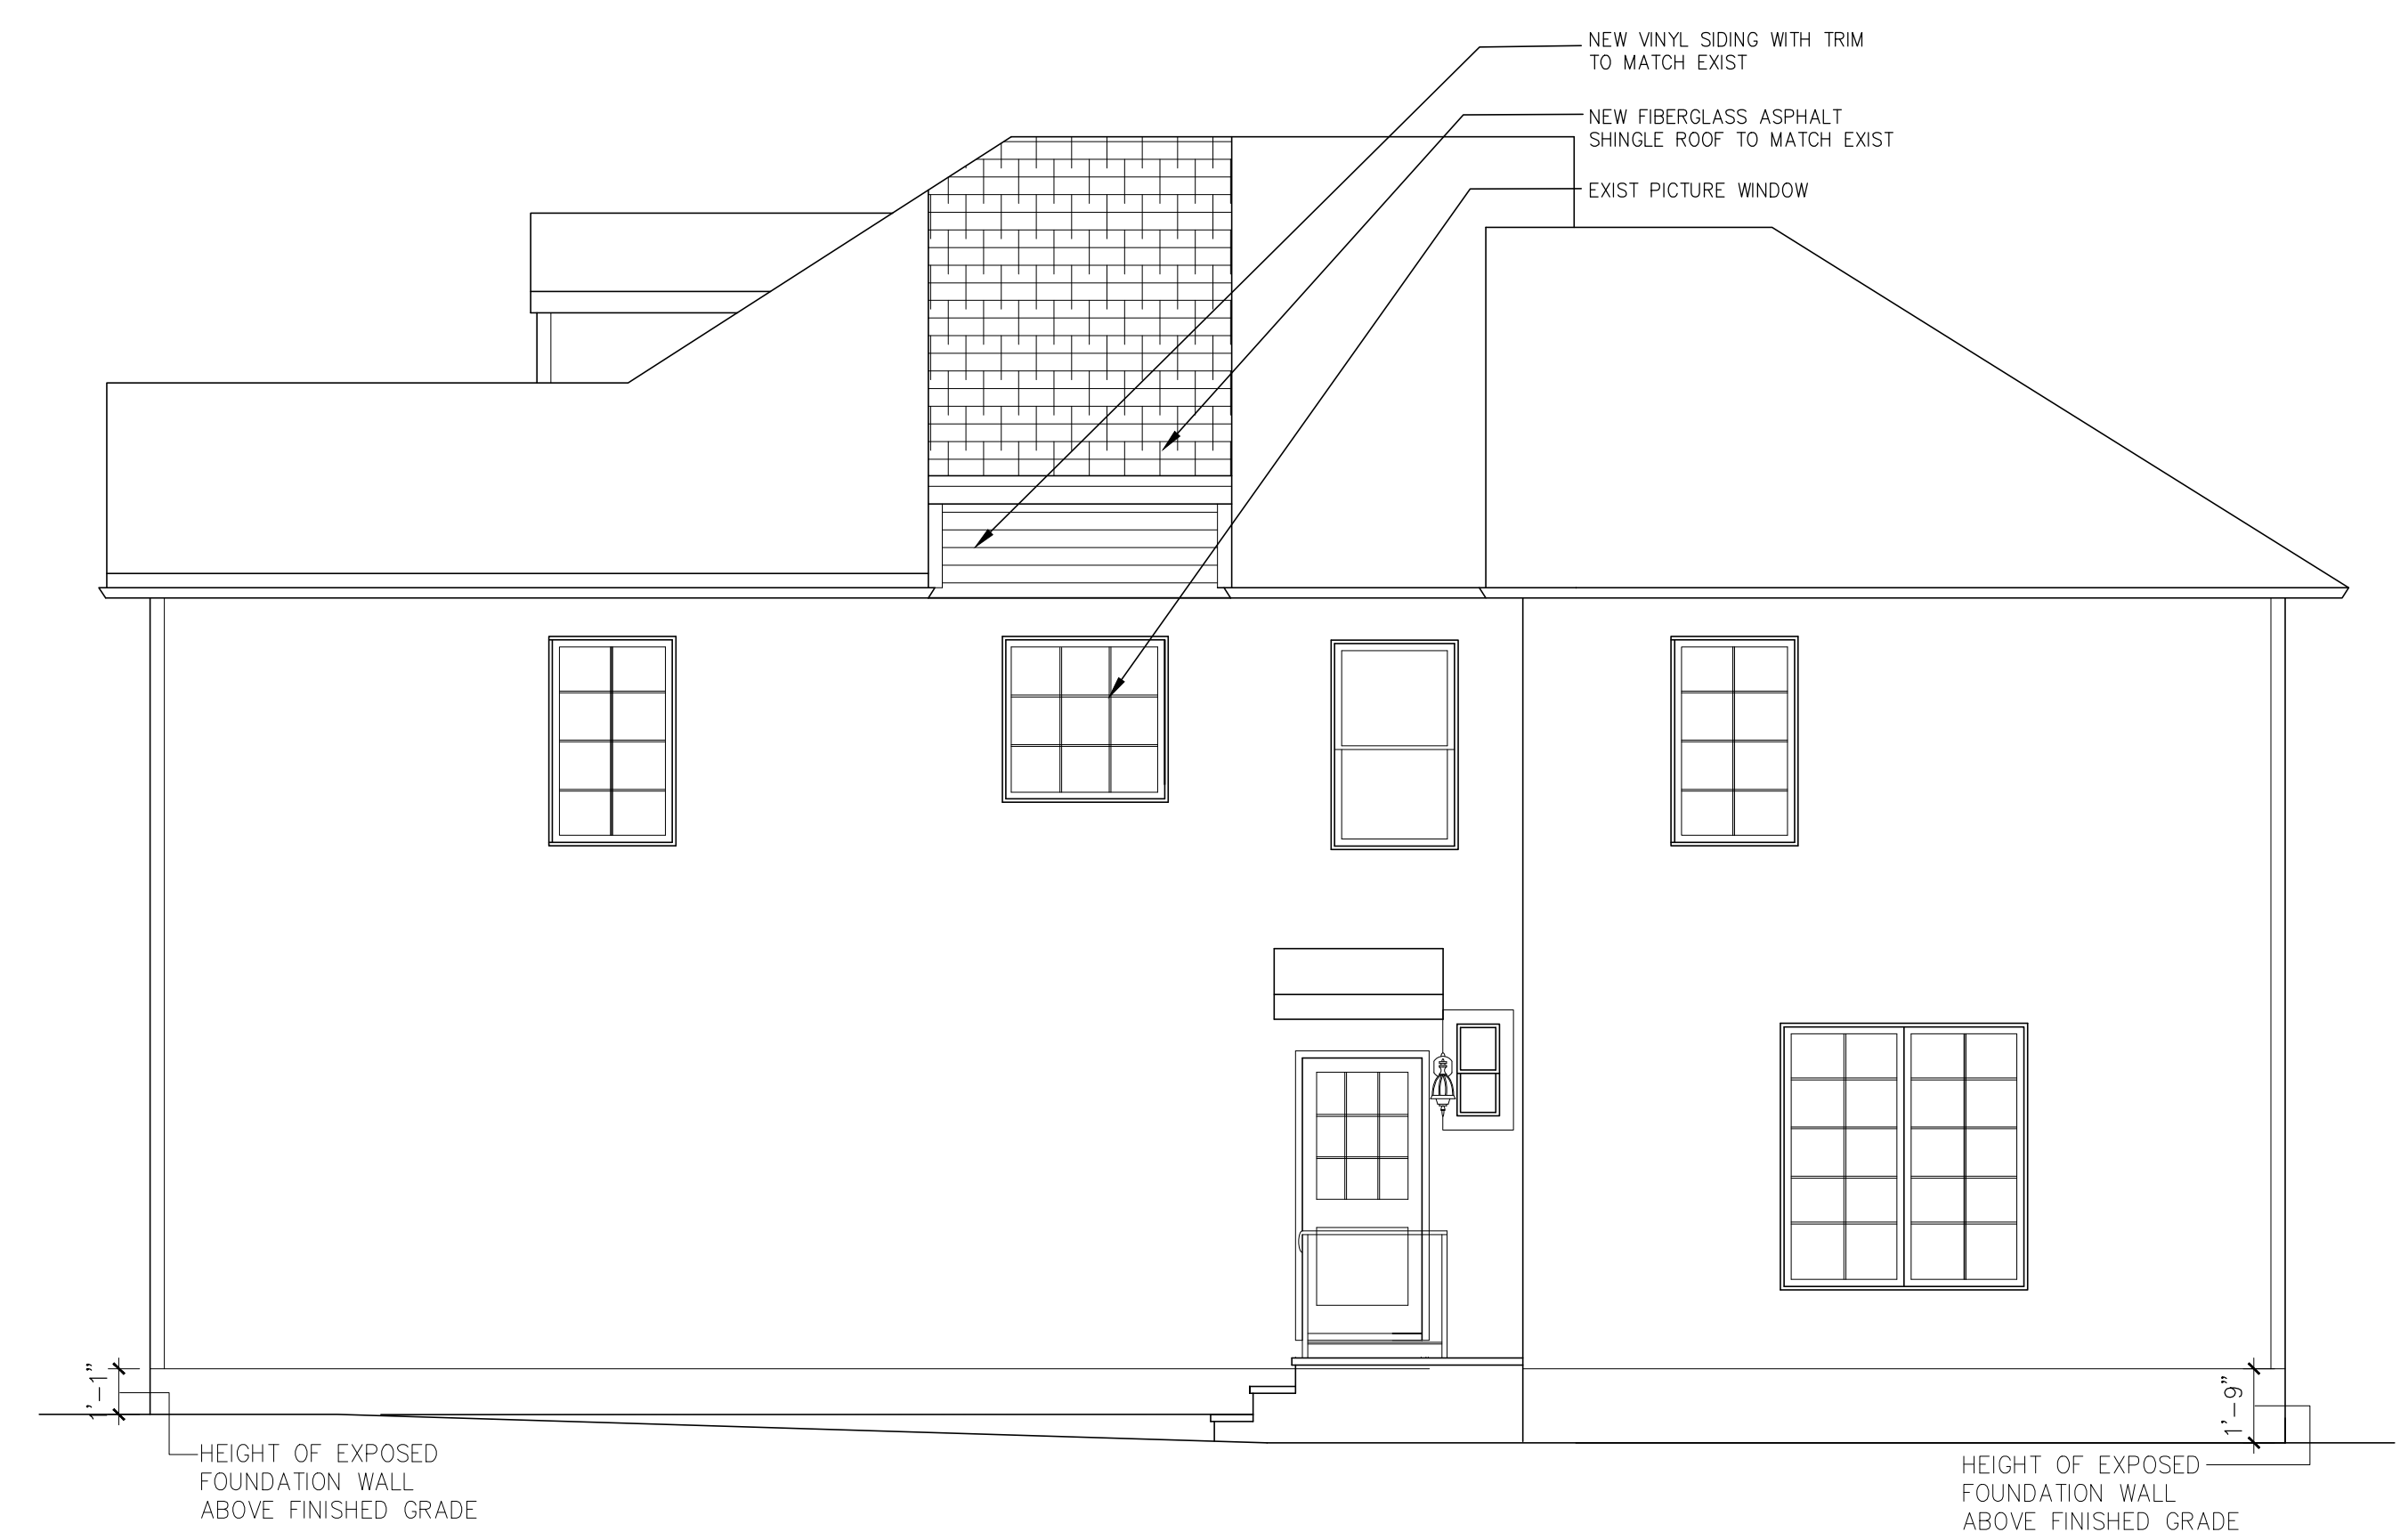 NEW VINYL SIDING WITH TRIM
TO MATCH EXIST
NEW FIBERGLASS ASPHALT
SHINGLE ROOF TO MATCH EXIST
EXIST PICTURE WINDOW
1'-1"
HEIGHT OF EXPOSED
FOUNDATION WALL
ABOVE FINISHED GRADE
1'-9"
HEIGHT OF EXPOSED
FOUNDATION WALL
ABOVE FINISHED GRADE